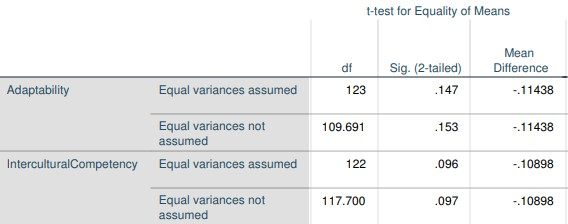 t-test for Equality of Means
df Sig. (2-tailed) Mean Difference
Adaptability Equal variances assumed 123 .147 -.11438
Equal variances not assumed 109.691 .153 -.11438
InterculturalCompetency Equal variances assumed 122 .096 -.10898
Equal variances not assumed 117.700 .097 -.10898